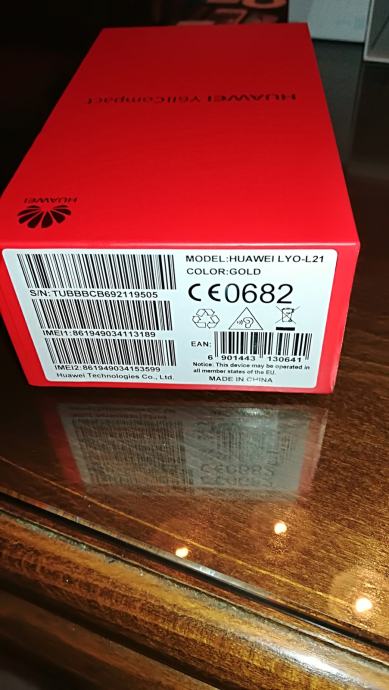 HUAWEI Y6IICompact
HUAWEI
S/N:TUBBBCB692119505
IMEI1:861949034113189
IMEI2:861949034153599
Huawei Technologies Co., Ltd.
MODEL:HUAWEI LYO-L21
COLOR:GOLD
CE0682
EAN:
6 901443 130641
Notice: This device may be operated in
all member states of the EU.
MADE IN CHINA